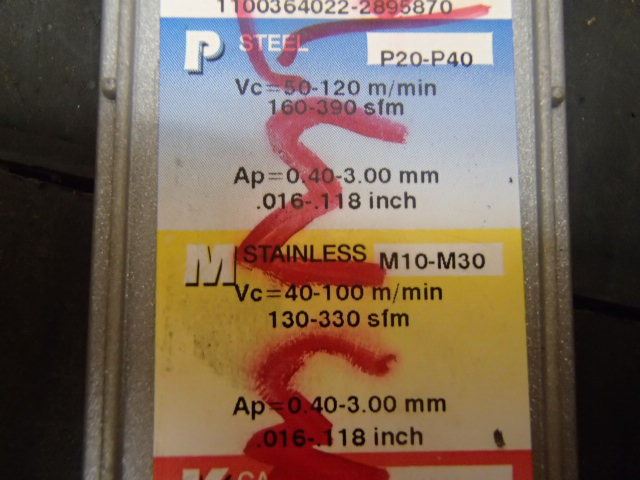 1100364022-2895870
P STEEL P20-P40
Vc=50-120 m/min
160-390 sfm
Ap=0.40-3.00 mm
.016-.118 inch
M STAINLESS M10-M30
Vc=40-100 m/min
130-330 sfm
Ap=0.40-3.00 mm
.016-.118 inch
K CA